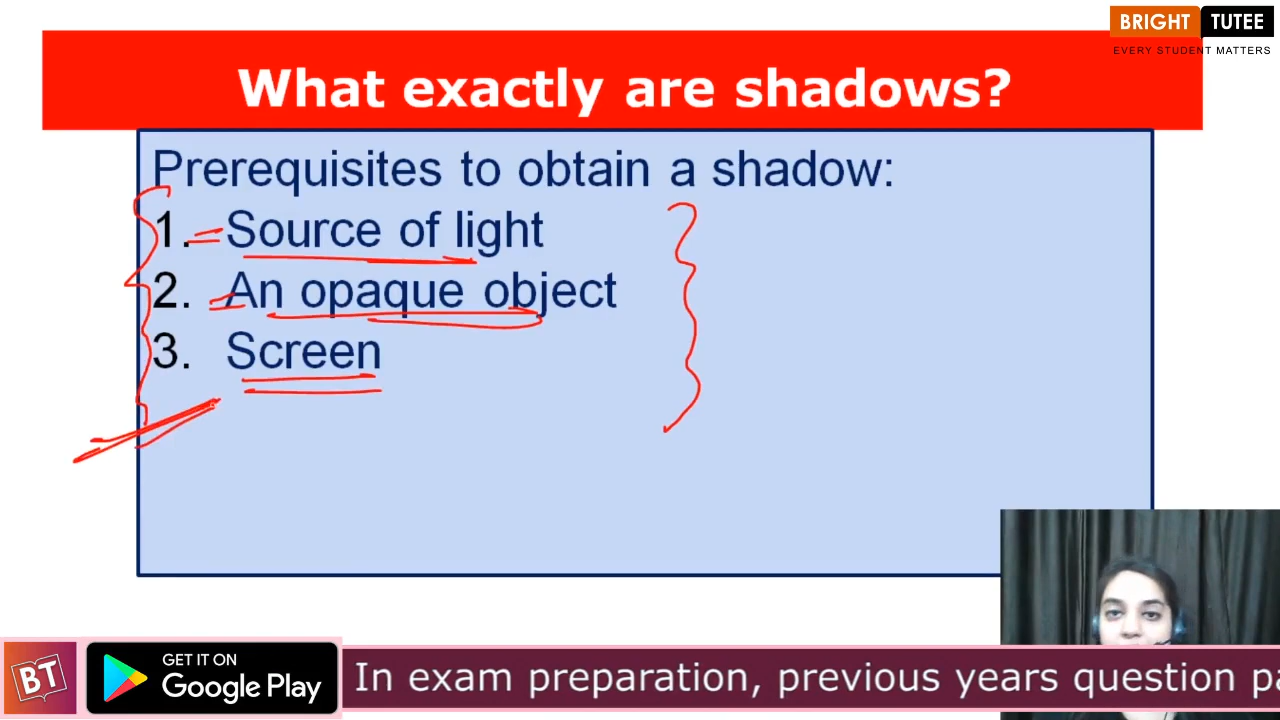 BRIGHT TUTEE
EVERY STUDENT MATTERS
What exactly are shadows?
Prerequisites to obtain a shadow:
1. Source of light
2. An opaque object
3. Screen
BT
GET IT ON
Google Play
In exam preparation, previous years question pa